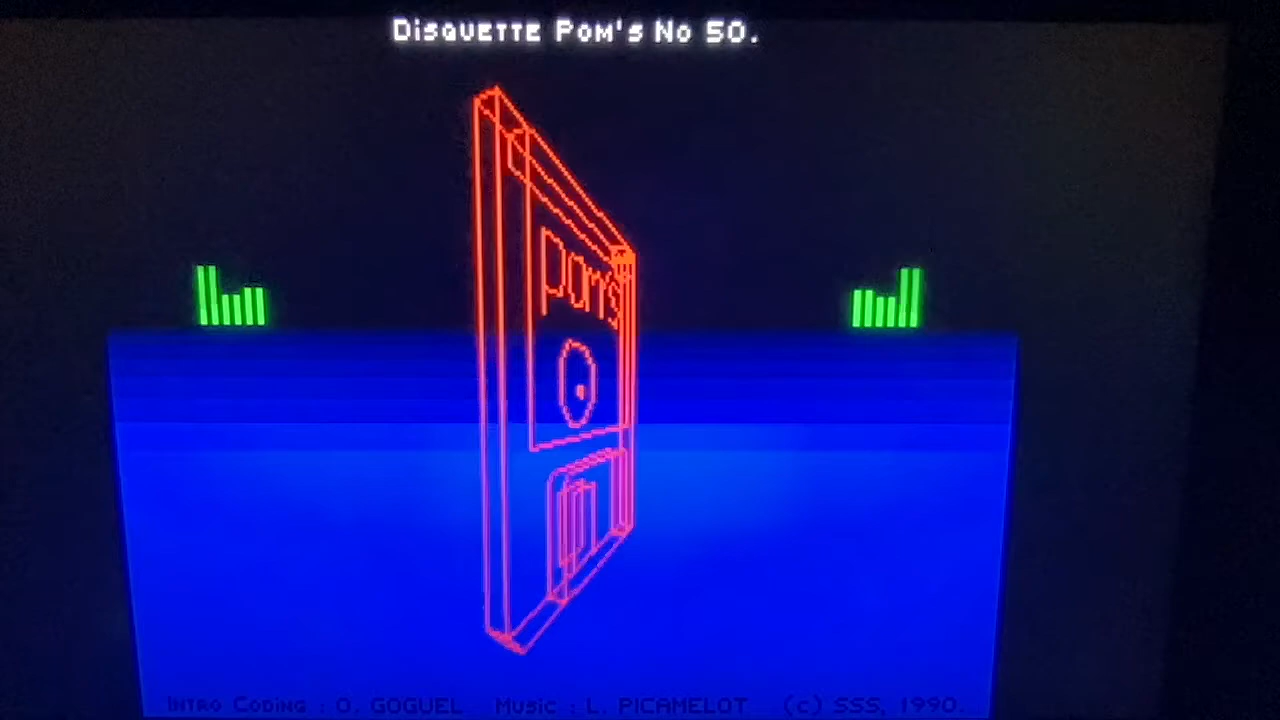 Disquette Pom's No 50.
Pom's
Intro Coding : O. GOGUEL Music : L. PICAMELOT (c) SSS, 1990.